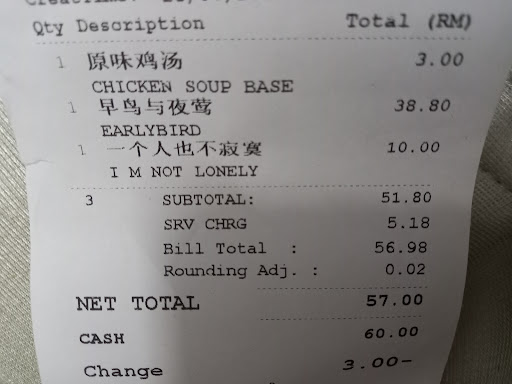 Qty Description Total (RM)
1 原味鸡汤 3.00
CHICKEN SOUP BASE
1 早鸟与夜莺 38.80
EARLYBIRD
1 一个人也不寂寞 10.00
I M NOT LONELY
3 SUBTOTAL: 51.80
SRV CHRG 5.18
Bill Total : 56.98
Rounding Adj. : 0.02
NET TOTAL 57.00
CASH 60.00
Change 3.00-